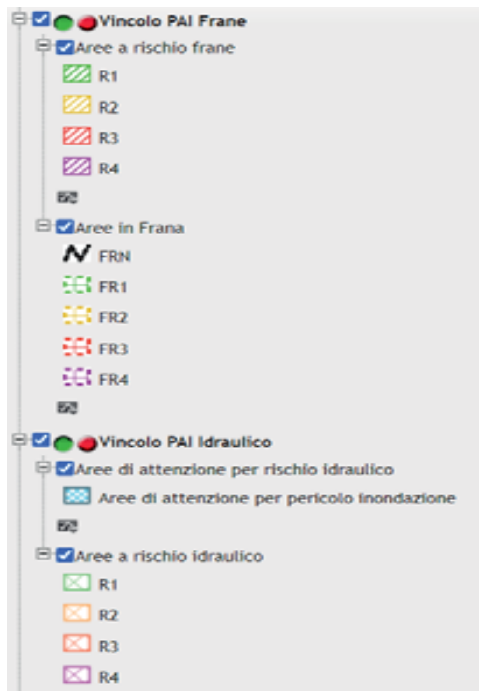 Vincolo PAI Frane
Aree a rischio frane
R1
R2
R3
R4
Aree in Frana
FRN
FR1
FR2
FR3
FR4
Vincolo PAI Idraulico
Aree di attenzione per rischio idraulico
Aree di attenzione per pericolo inondazione
Aree a rischio idraulico
R1
R2
R3
R4